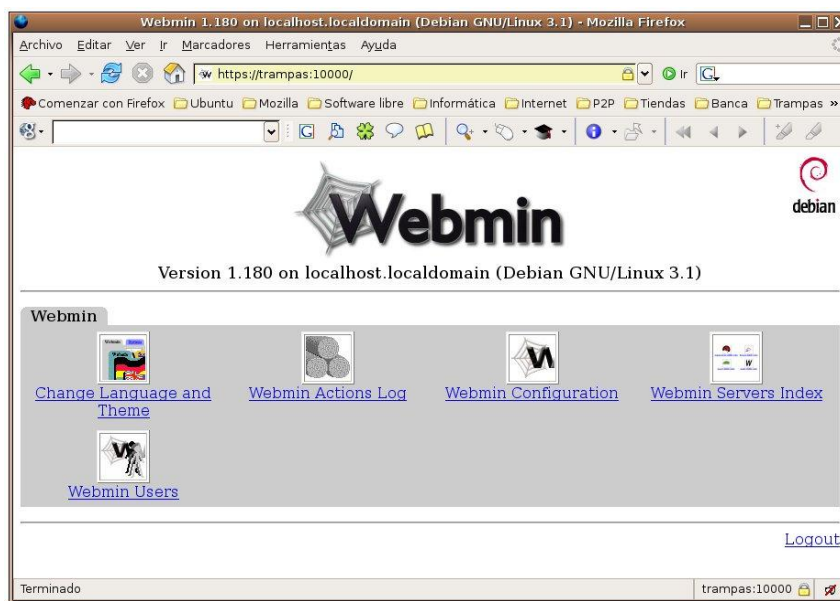 Webmin 1.180 on localhost.localdomain (Debian GNU/Linux 3.1) - Mozilla Firefox
Archivo Editar Ver Ir Marcadores Herramientas Ayuda
https://trampas:10000/ Ir G
Comenzar con Firefox Ubuntu Mozilla Software libre Informática Internet P2P Tiendas Banca Trampas »
G
Webmin
debian
Version 1.180 on localhost.localdomain (Debian GNU/Linux 3.1)
Webmin
Change Language and Theme
Webmin Actions Log
Webmin Configuration
Webmin Servers Index
Webmin Users
Logout
Terminado trampas:10000